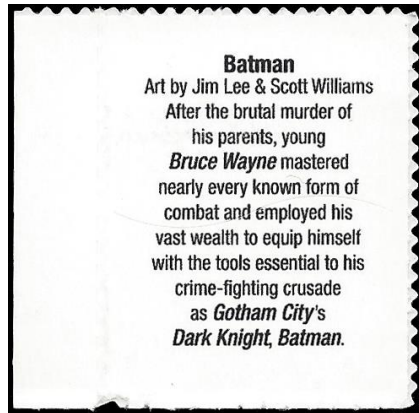 Batman
Art by Jim Lee & Scott Williams
After the brutal murder of
his parents, young
Bruce Wayne mastered
nearly every known form of
combat and employed his
vast wealth to equip himself
with the tools essential to his
crime-fighting crusade
as Gotham City's
Dark Knight, Batman.